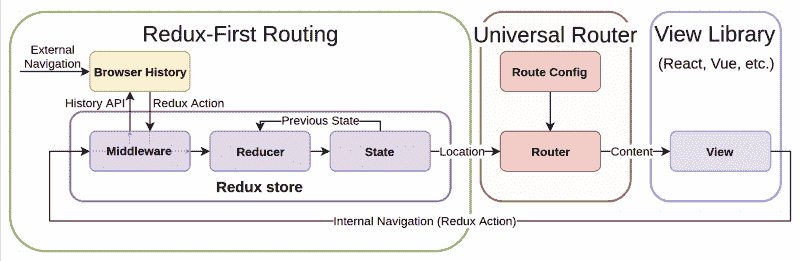 Redux-First Routing
Universal Router
View Library
(React, Vue, etc.)
External
Navigation
Browser History
Route Config
History API
Redux Action
Previous State
Middleware
Reducer
State
Location
Router
Content
View
Redux store
Internal Navigation (Redux Action)